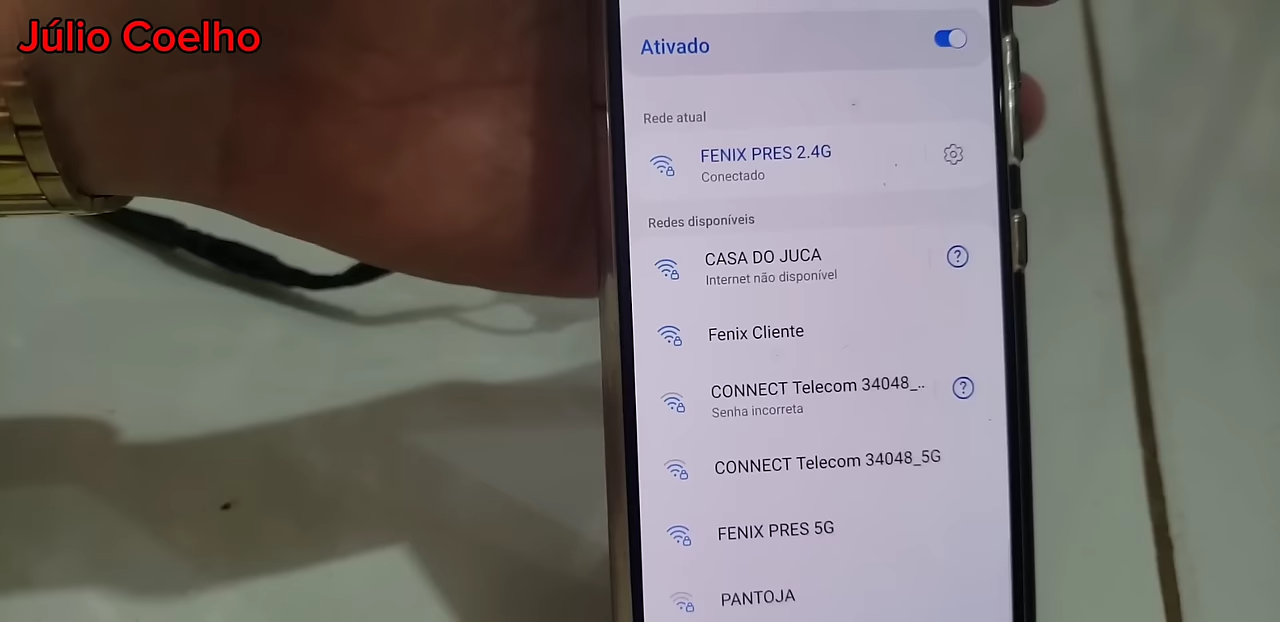 Júlio Coelho
Ativado
Rede atual
FENIX PRES 2.4G
Conectado
Redes disponíveis
CASA DO JUCA
Internet não disponível
Fenix Cliente
CONNECT Telecom 34048_..
Senha incorreta
CONNECT Telecom 34048_5G
FENIX PRES 5G
PANTOJA